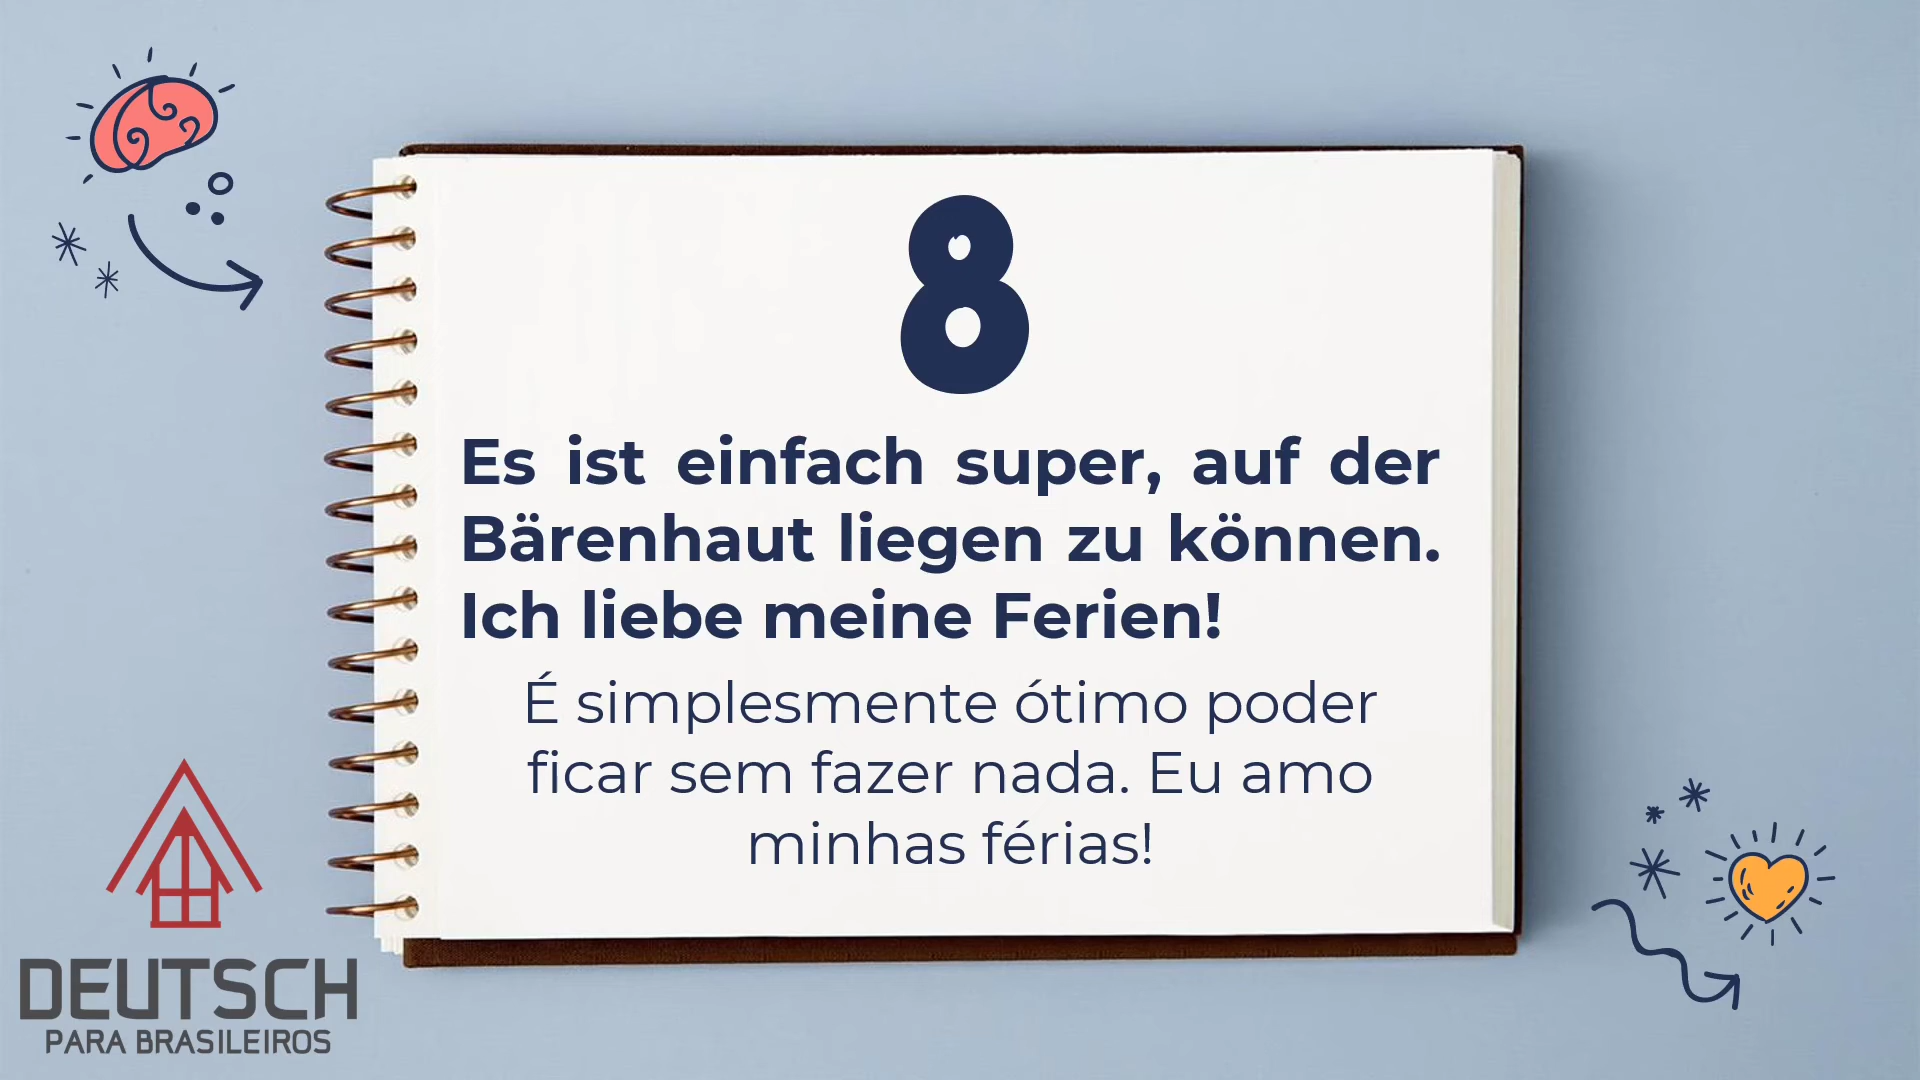 8
Es ist einfach super, auf der
Bärenhaut liegen zu können.
Ich liebe meine Ferien!
É simplesmente ótimo poder
ficar sem fazer nada. Eu amo
minhas férias!
DEUTSCH
PARA BRASILEIROS